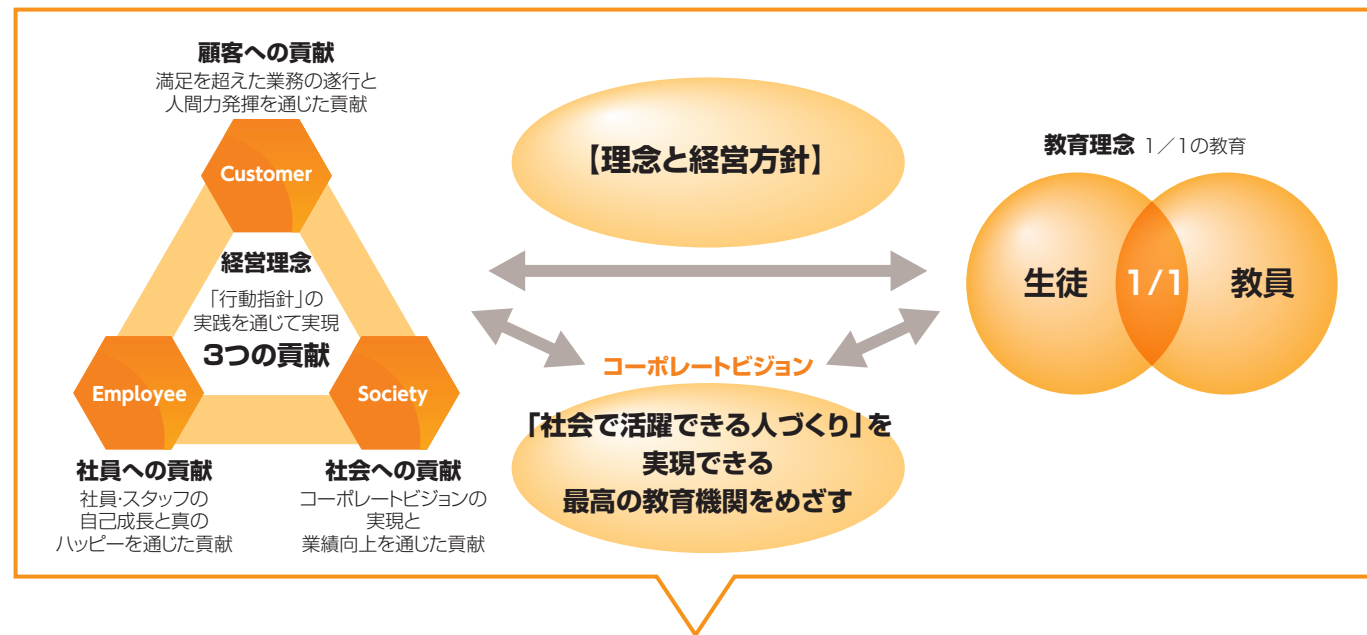 顧客への貢献
満足を超えた業務の遂行と
人間力発揮を通じた貢献
Customer
経営理念
「行動指針」の
実践を通じて実現
3つの貢献
Employee
Society
社員への貢献
社員・スタッフの
自己成長と真の
ハッピーを通じた貢献
社会への貢献
コーポレートビジョンの
実現と
業績向上を通じた貢献
【理念と経営方針】
コーポレートビジョン
「社会で活躍できる人づくり」を
実現できる
最高の教育機関をめざす
教育理念 1/1の教育
生徒
1/1
教員